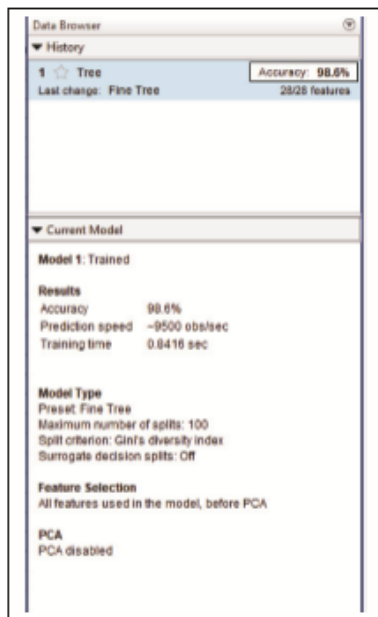 Data Browser
History
1 Tree Accuracy: 98.6%
Last change: Fine Tree 28/28 features
Current Model
Model 1: Trained
Results
Accuracy 98.6%
Prediction speed ~9500 obs/sec
Training time 0.8416 sec
Model Type
Preset: Fine Tree
Maximum number of splits: 100
Split criterion: Gini's diversity index
Surrogate decision splits: Off
Feature Selection
All features used in the model, before PCA
PCA
PCA disabled